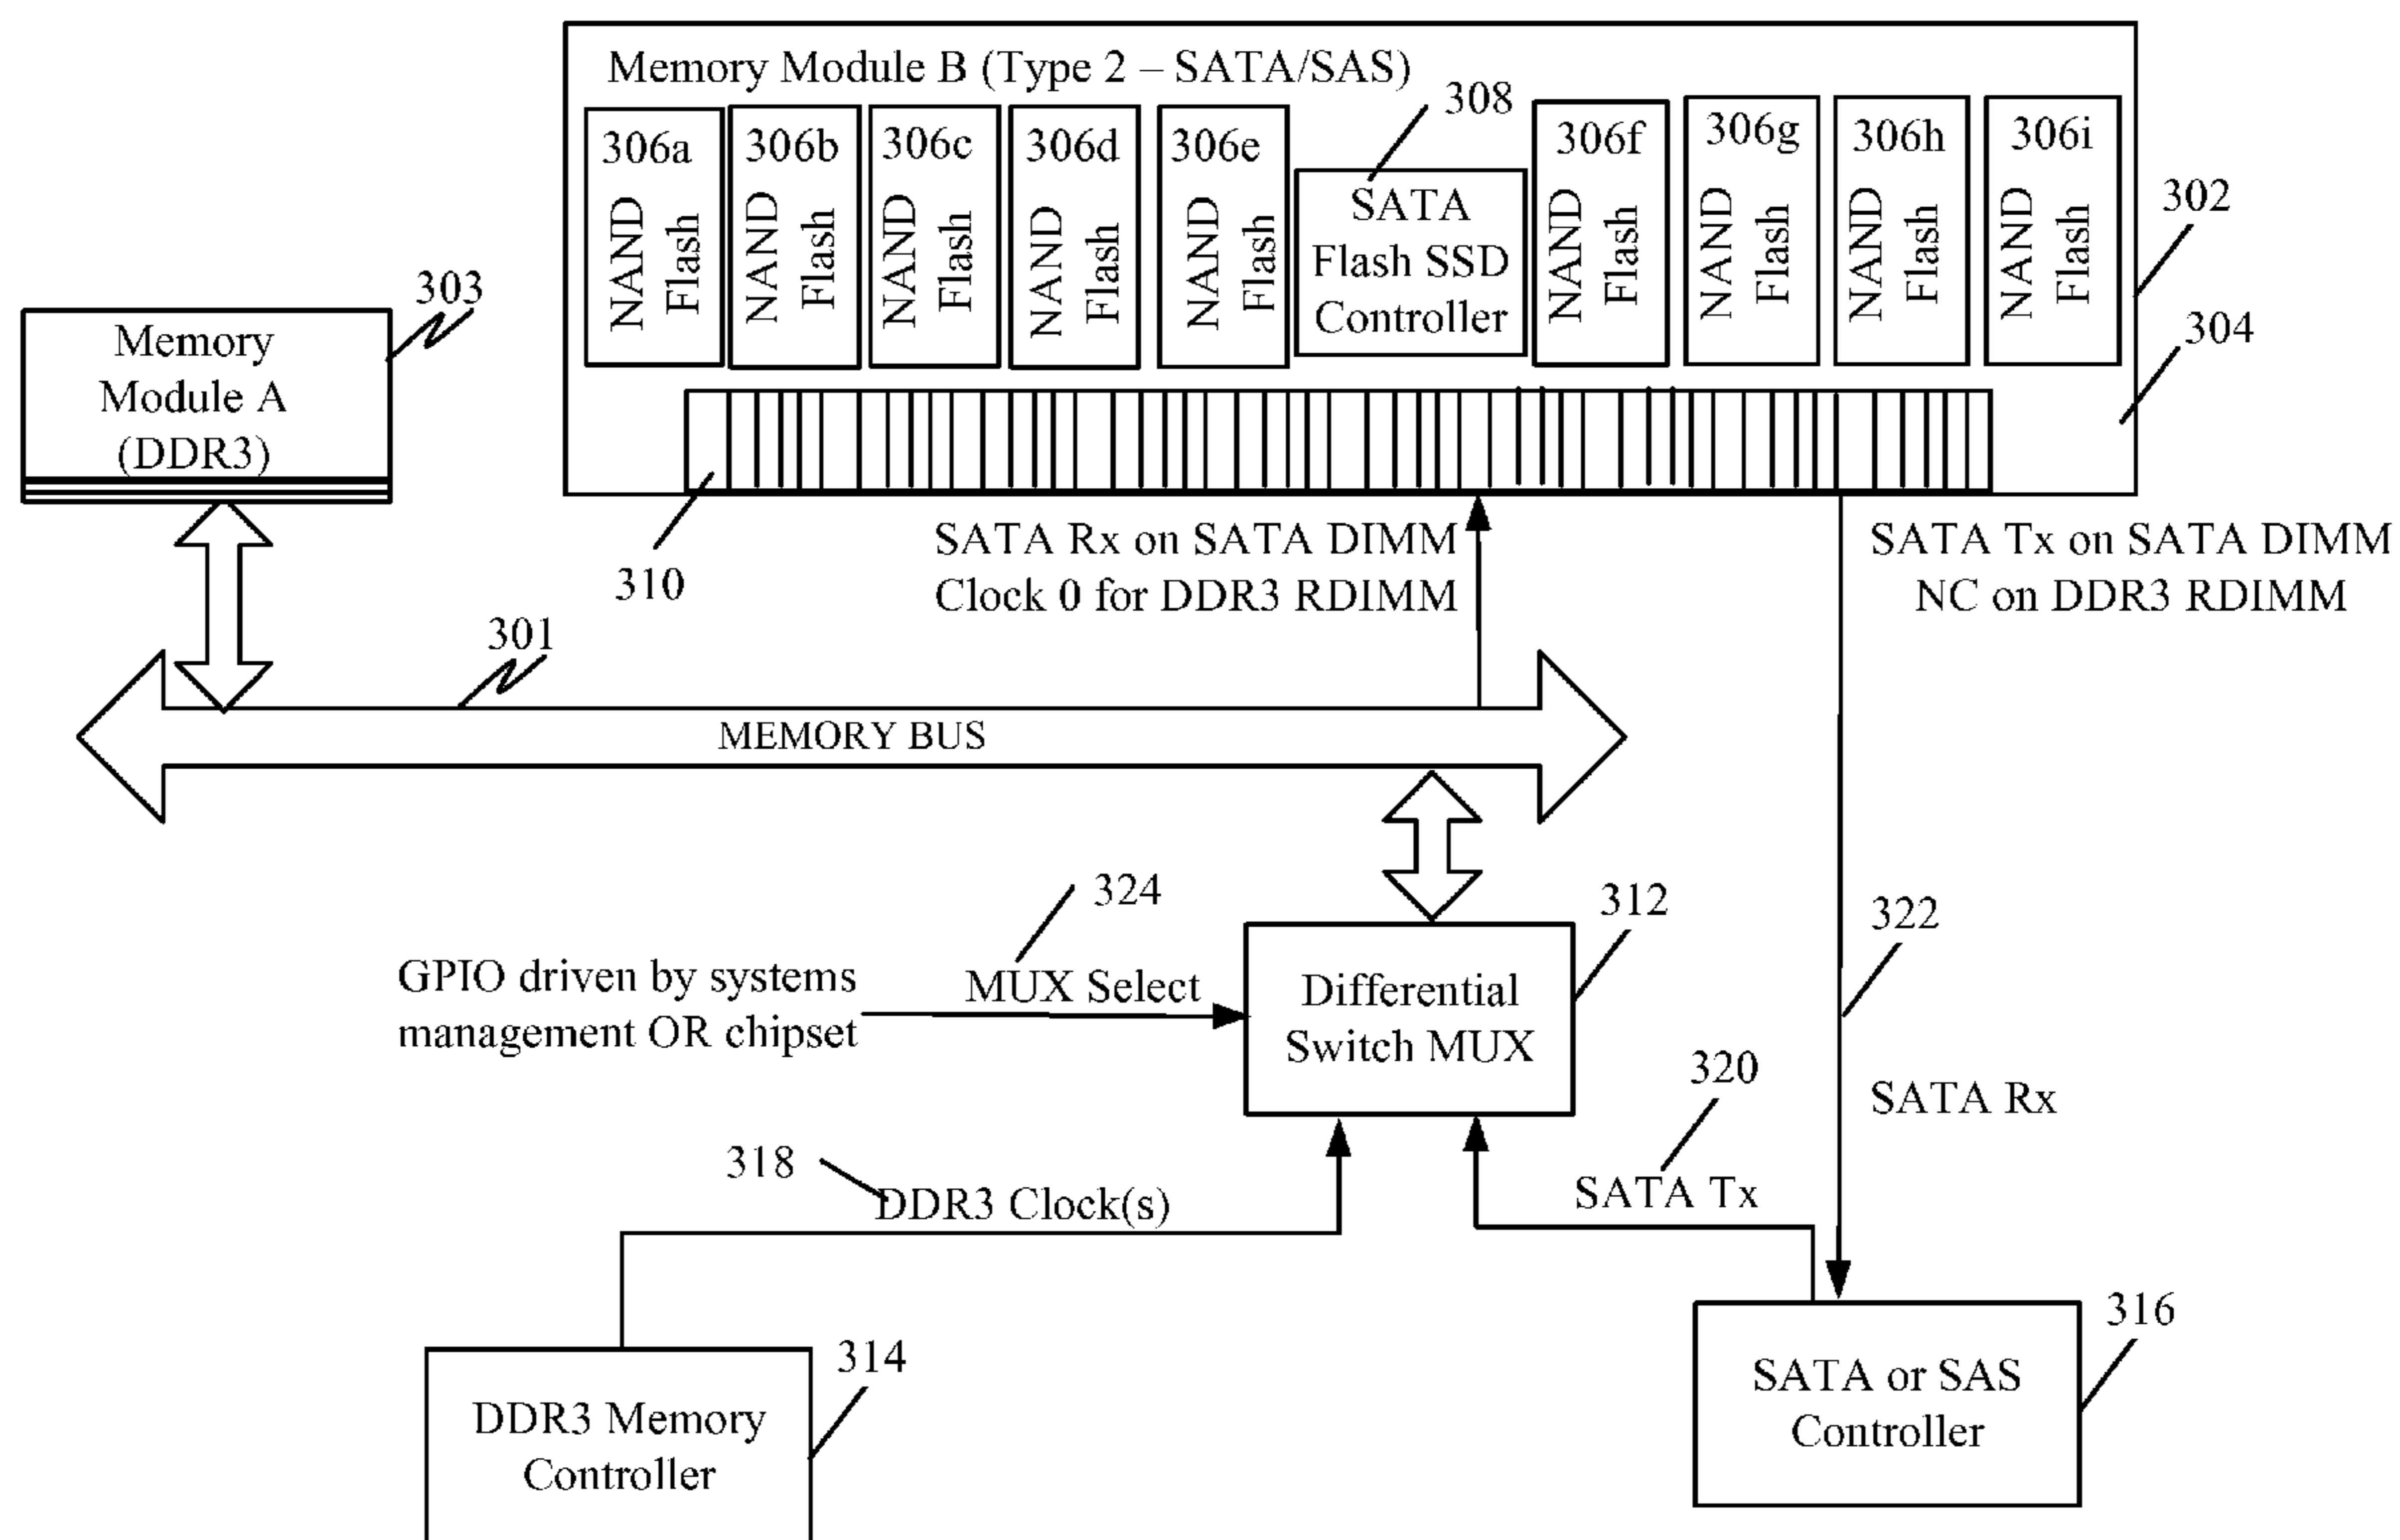 Memory Module B (Type 2 – SATA/SAS)
308
306a
NAND
Flash
306b
NAND
Flash
306c
NAND
Flash
306d
NAND
Flash
306e
NAND
Flash
SATA
Flash SSD
Controller
306f
NAND
Flash
306g
NAND
Flash
306h
NAND
Flash
306i
NAND
Flash
302
304
303
Memory
Module A
(DDR3)
310
SATA Rx on SATA DIMM
Clock 0 for DDR3 RDIMM
SATA Tx on SATA DIMM
NC on DDR3 RDIMM
301
MEMORY BUS
324
312
322
GPIO driven by systems
management OR chipset
MUX Select
Differential
Switch MUX
320
SATA Rx
318
DDR3 Clock(s)
SATA Tx
314
DDR3 Memory
Controller
316
SATA or SAS
Controller